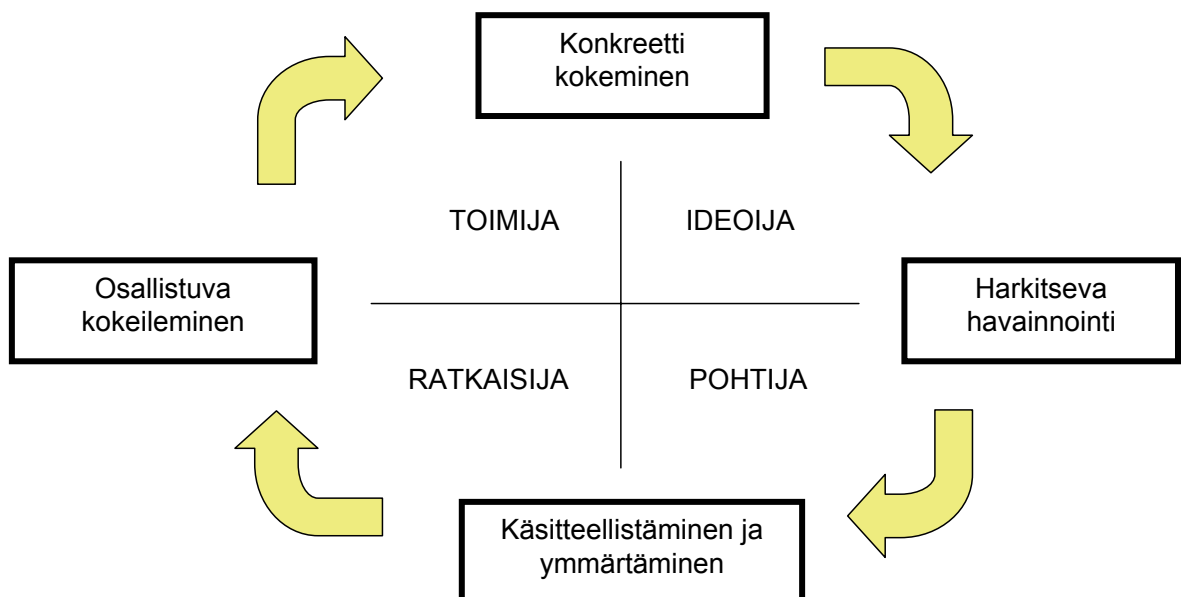 Konkreetti
kokeminen
TOIMIJA
IDEOIJA
Osallistuva
kokeileminen
Harkitseva
havainnointi
RATKAISIJA
POHTIJA
Käsitteellistäminen ja
ymmärtäminen